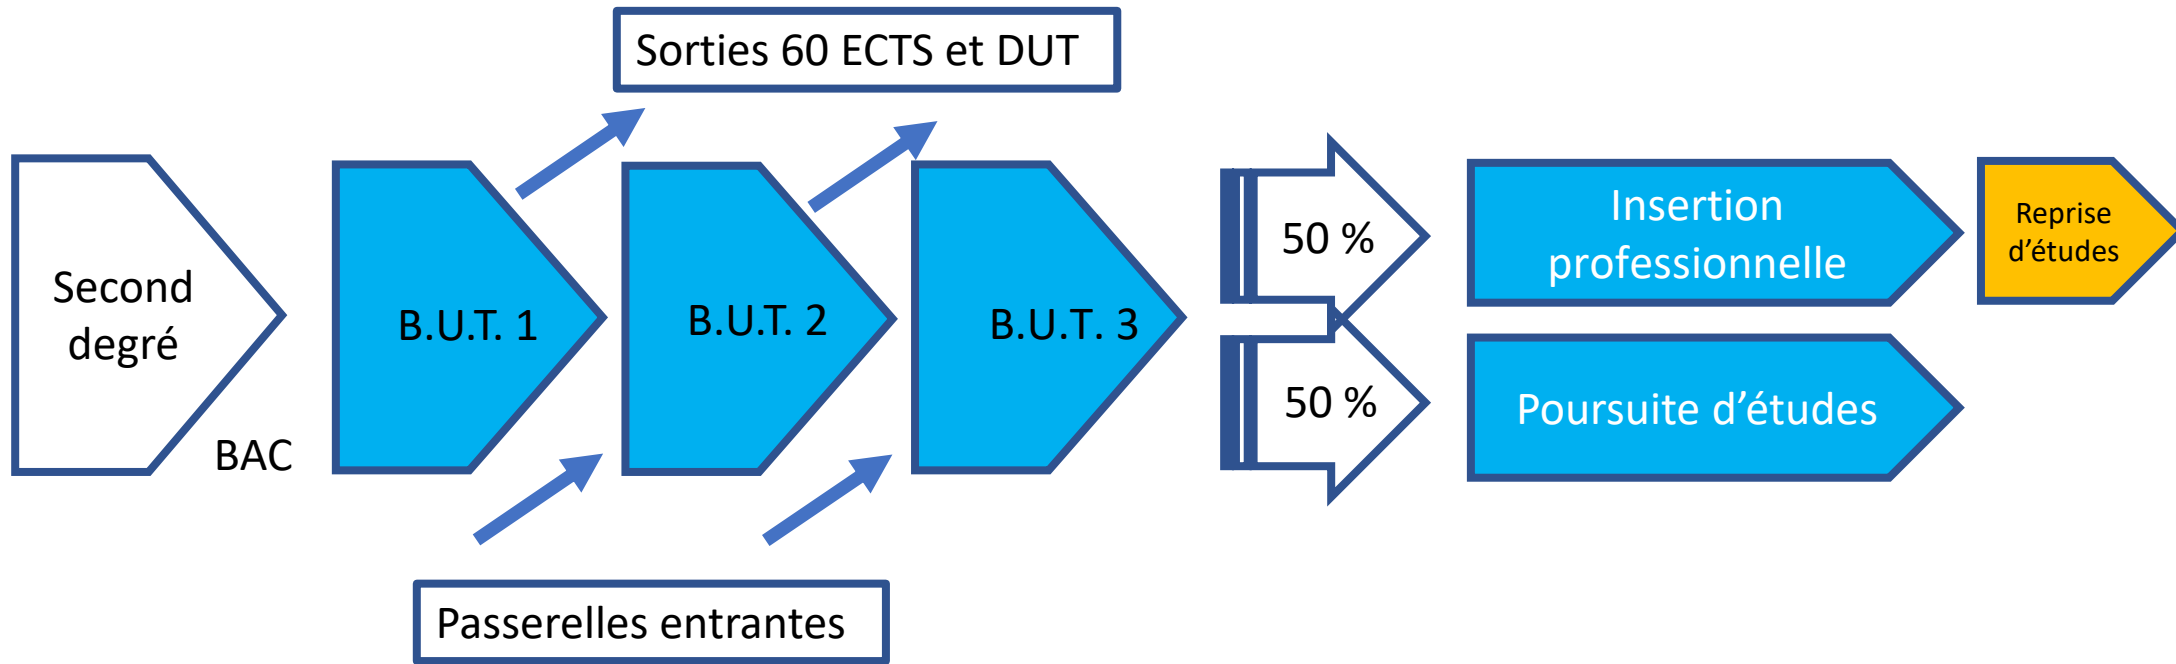 Sorties 60 ECTS et DUT
Second
degré
BAC
B.U.T. 1
B.U.T. 2
B.U.T. 3
50 %
50 %
Insertion
professionnelle
Reprise
d’études
Poursuite d’études
Passerelles entrantes